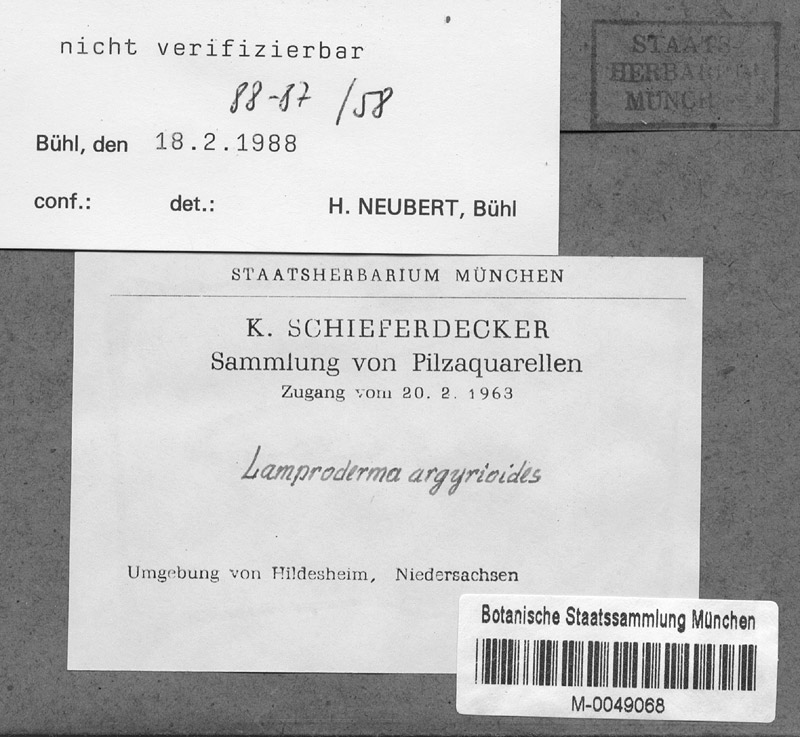 nicht verifizierbar
88-87 /58
Bühl, den 18.2.1988
conf.: det.: H. NEUBERT, Bühl
STAATS-
HERBARIUM
MÜNCHEN
STAATSHERBARIUM MÜNCHEN
K. SCHIEFERDECKER
Sammlung von Pilzaquarellen
Zugang vom 20. 2. 1963
Lamproderma argyrioides
Umgebung von Hildesheim, Niedersachsen
Botanische Staatssammlung München
M-0049068